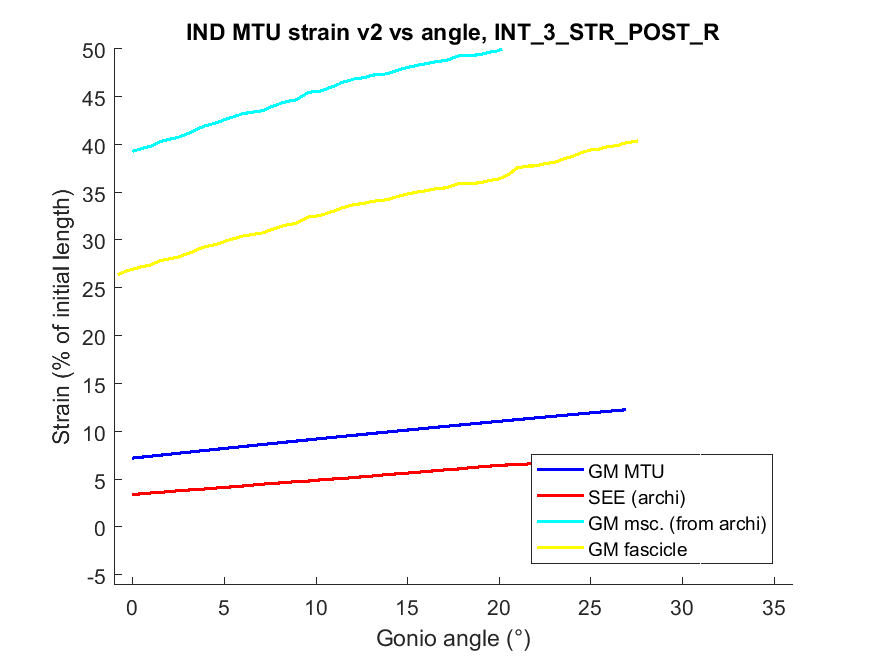 IND MTU strain v2 vs angle, INT_3_STR_POST_R
50
45
40
35
30
25
20
15
10
5
0
-5
Strain (% of initial length)
GM MTU
SEE (archi)
GM msc. (from archi)
GM fascicle
0 5 10 15 20 25 30 35
Gonio angle (°)